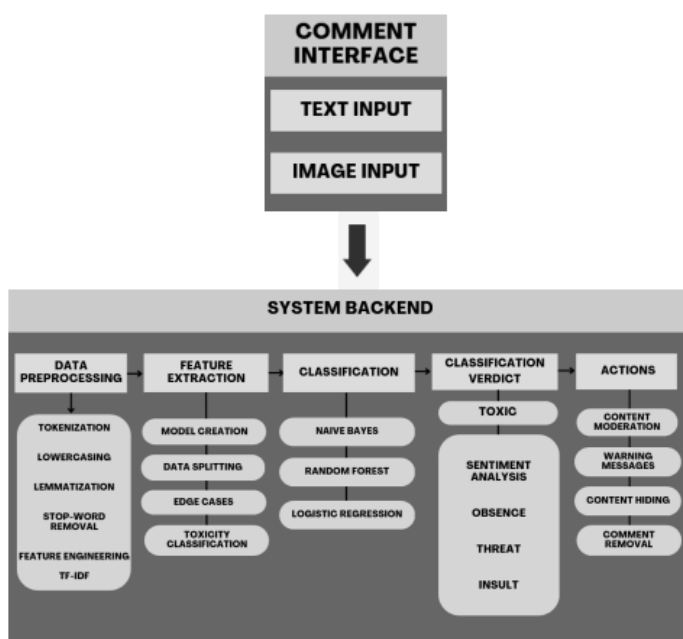 COMMENT
INTERFACE
TEXT INPUT
IMAGE INPUT
SYSTEM BACKEND
DATA
PREPROCESSING
TOKENIZATION
LOWERCASING
LEMMATIZATION
STOP-WORD
REMOVAL
FEATURE ENGINEERING
TF-IDF
FEATURE
EXTRACTION
MODEL CREATION
DATA SPLITTING
EDGE CASES
TOXICITY
CLASSIFICATION
CLASSIFICATION
NAIVE BAYES
RANDOM FOREST
LOGISTIC REGRESSION
CLASSIFICATION
VERDICT
TOXIC
SENTIMENT
ANALYSIS
OBSENCE
THREAT
INSULT
ACTIONS
CONTENT
MODERATION
WARNING
MESSAGES
CONTENT HIDING
COMMENT
REMOVAL